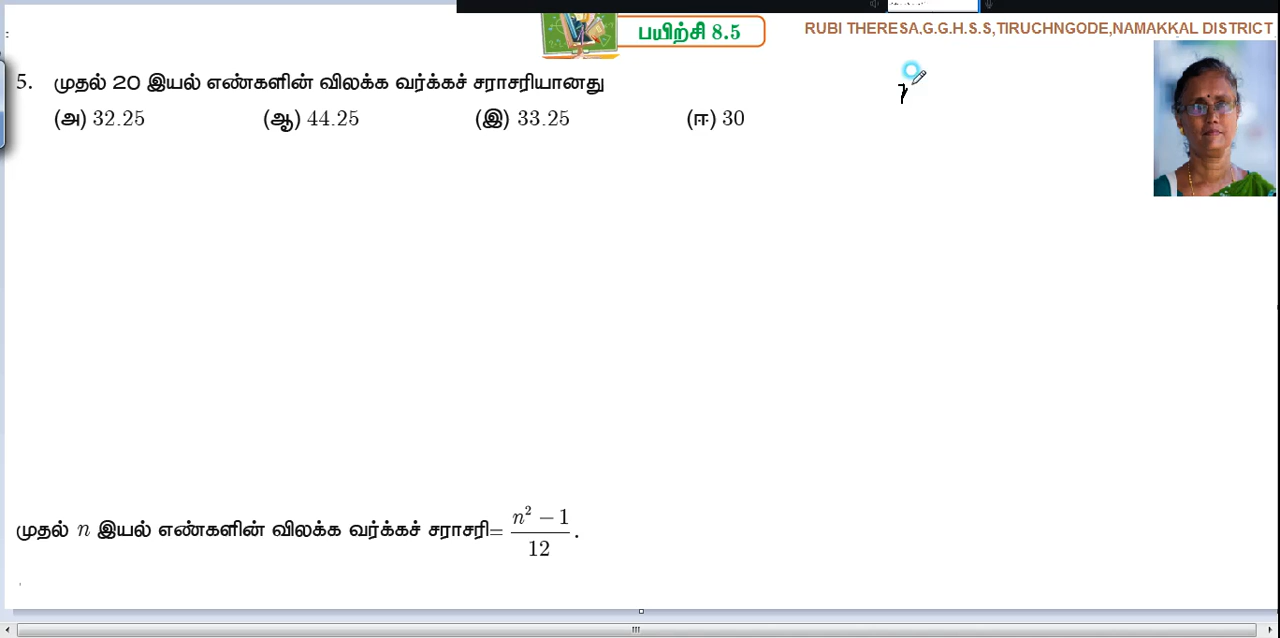 பயிற்சி 8.5
RUBI THERESA,G.G.H.S.S,TIRUCHNGODE,NAMAKKAL DISTRICT
5. முதல் 20 இயல் எண்களின் விலக்க வர்க்கச் சராசரியானது
(அ) 32.25 (ஆ) 44.25 (இ) 33.25 (ஈ) 30
முதல் n இயல் எண்களின் விலக்க வர்க்கச் சராசரி= \frac{n^2 - 1}{12}.